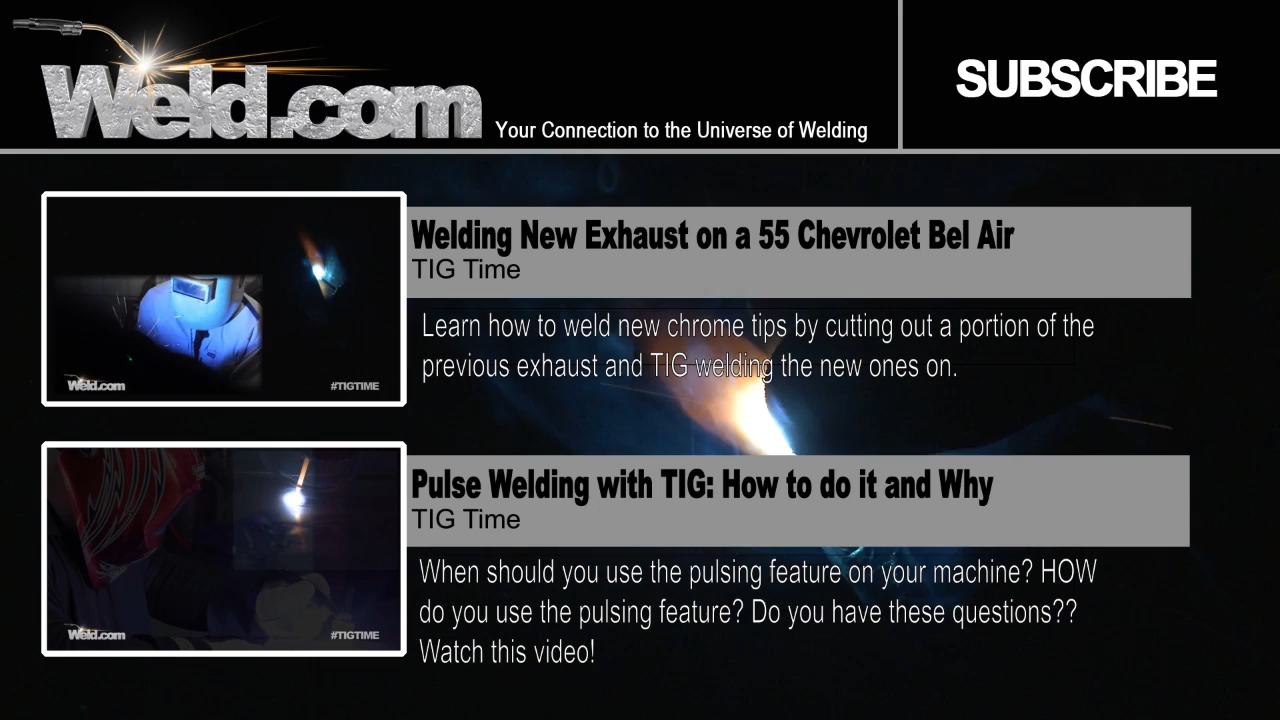 Weld.com
Your Connection to the Universe of Welding
SUBSCRIBE
Welding New Exhaust on a 55 Chevrolet Bel Air
TIG Time
Learn how to weld new chrome tips by cutting out a portion of the
previous exhaust and TIG welding the new ones on.
Weld.com
#TIGTIME
Pulse Welding with TIG: How to do it and Why
TIG Time
When should you use the pulsing feature on your machine? HOW
do you use the pulsing feature? Do you have these questions??
Watch this video!
Weld.com
#TIGTIME